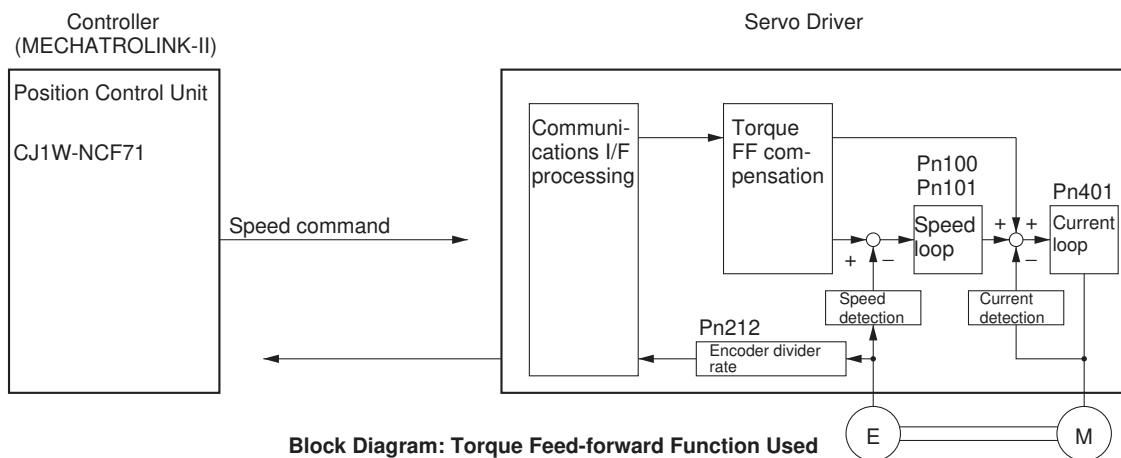 Controller
(MECHATROLINK-II)
Servo Driver
Position Control Unit
CJ1W-NCF71
Speed command
Communi-
cations I/F
processing
Torque
FF com-
pensation
Pn100
Pn101
Pn401
Speed
loop
Current
loop
+
−
+
+
−
Speed
detection
Current
detection
Pn212
Encoder divider
rate
E
M
Block Diagram: Torque Feed-forward Function Used